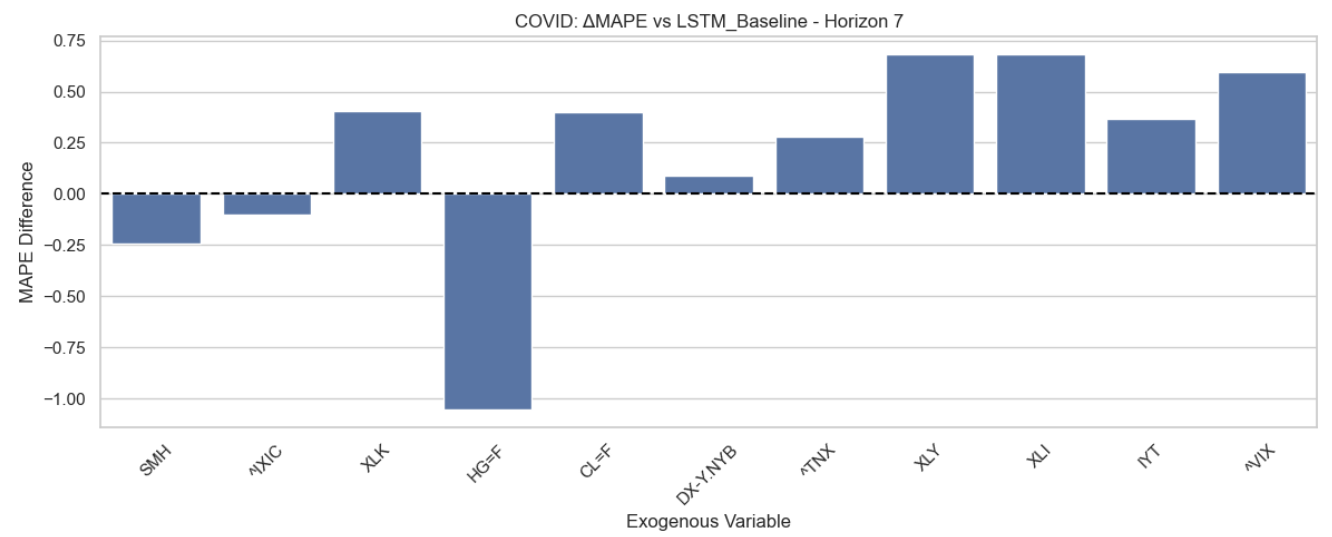 COVID: ΔMAPE vs LSTM_Baseline - Horizon 7
MAPE Difference
0.75
0.50
0.25
0.00
−0.25
−0.50
−0.75
−1.00
SMH
^IXIC
XLK
HG=F
CL=F
DX-Y.NYB
^TNX
XLY
XLI
IYT
^VIX
Exogenous Variable